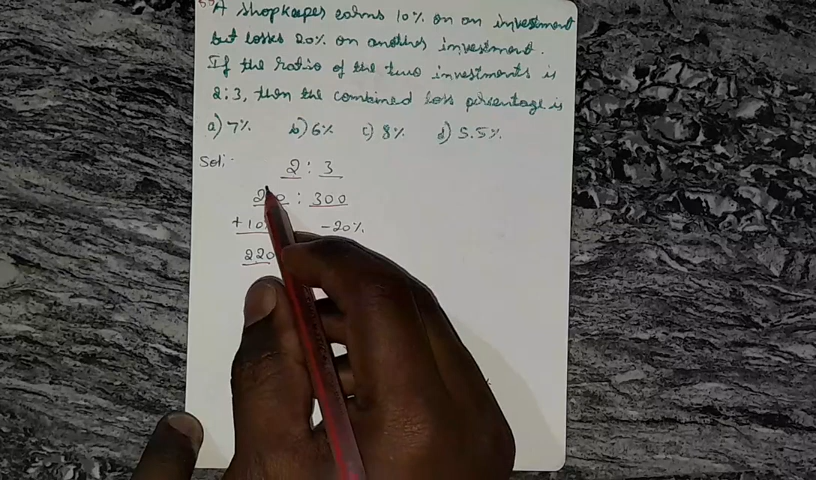 A shopkeeper earns 10% on an investment
but losses 20% on another investment.
If the ratio of the two investments is
2:3, then the combined loss percentage is
a) 7% b) 6% c) 8% d) 5.5%.
Sol:-
2 : 3
: 300
+10 -20%
220